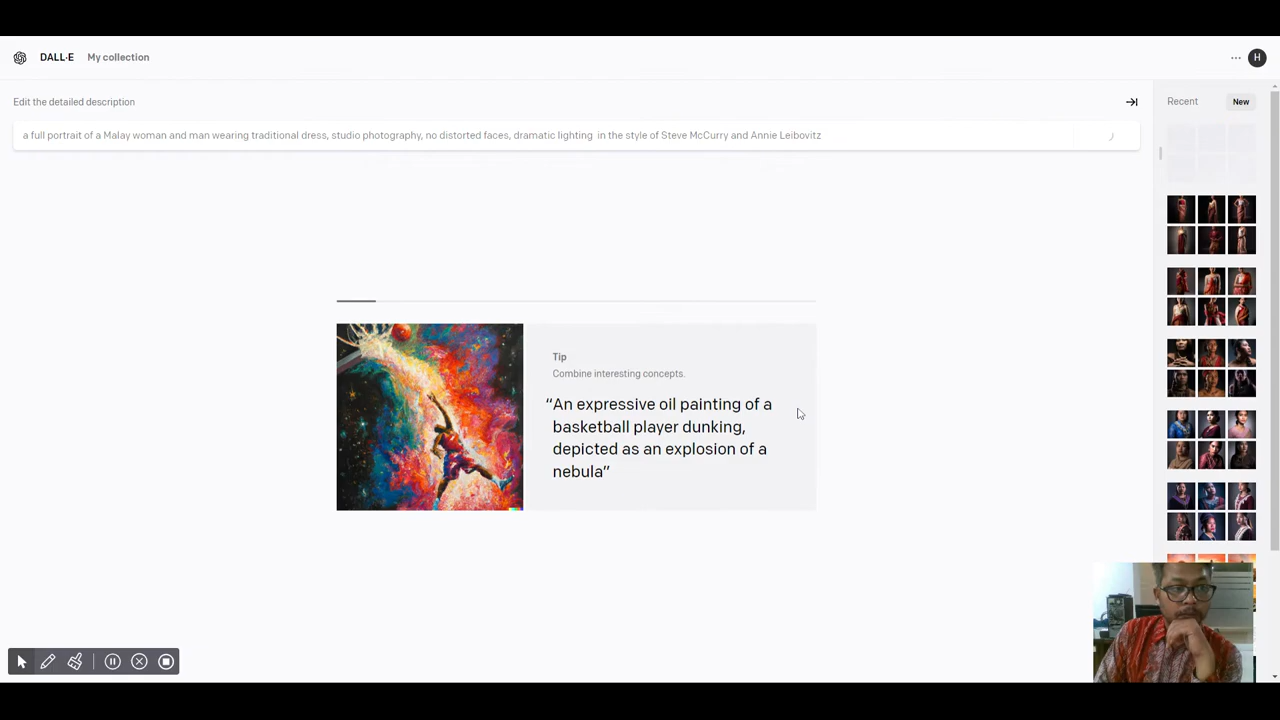 DALL·E My collection
H
Edit the detailed description
Recent New
a full portrait of a Malay woman and man wearing traditional dress, studio photography, no distorted faces, dramatic lighting  in the style of Steve McCurry and Annie Leibovitz
Tip
Combine interesting concepts.
“An expressive oil painting of a
basketball player dunking,
depicted as an explosion of a
nebula”